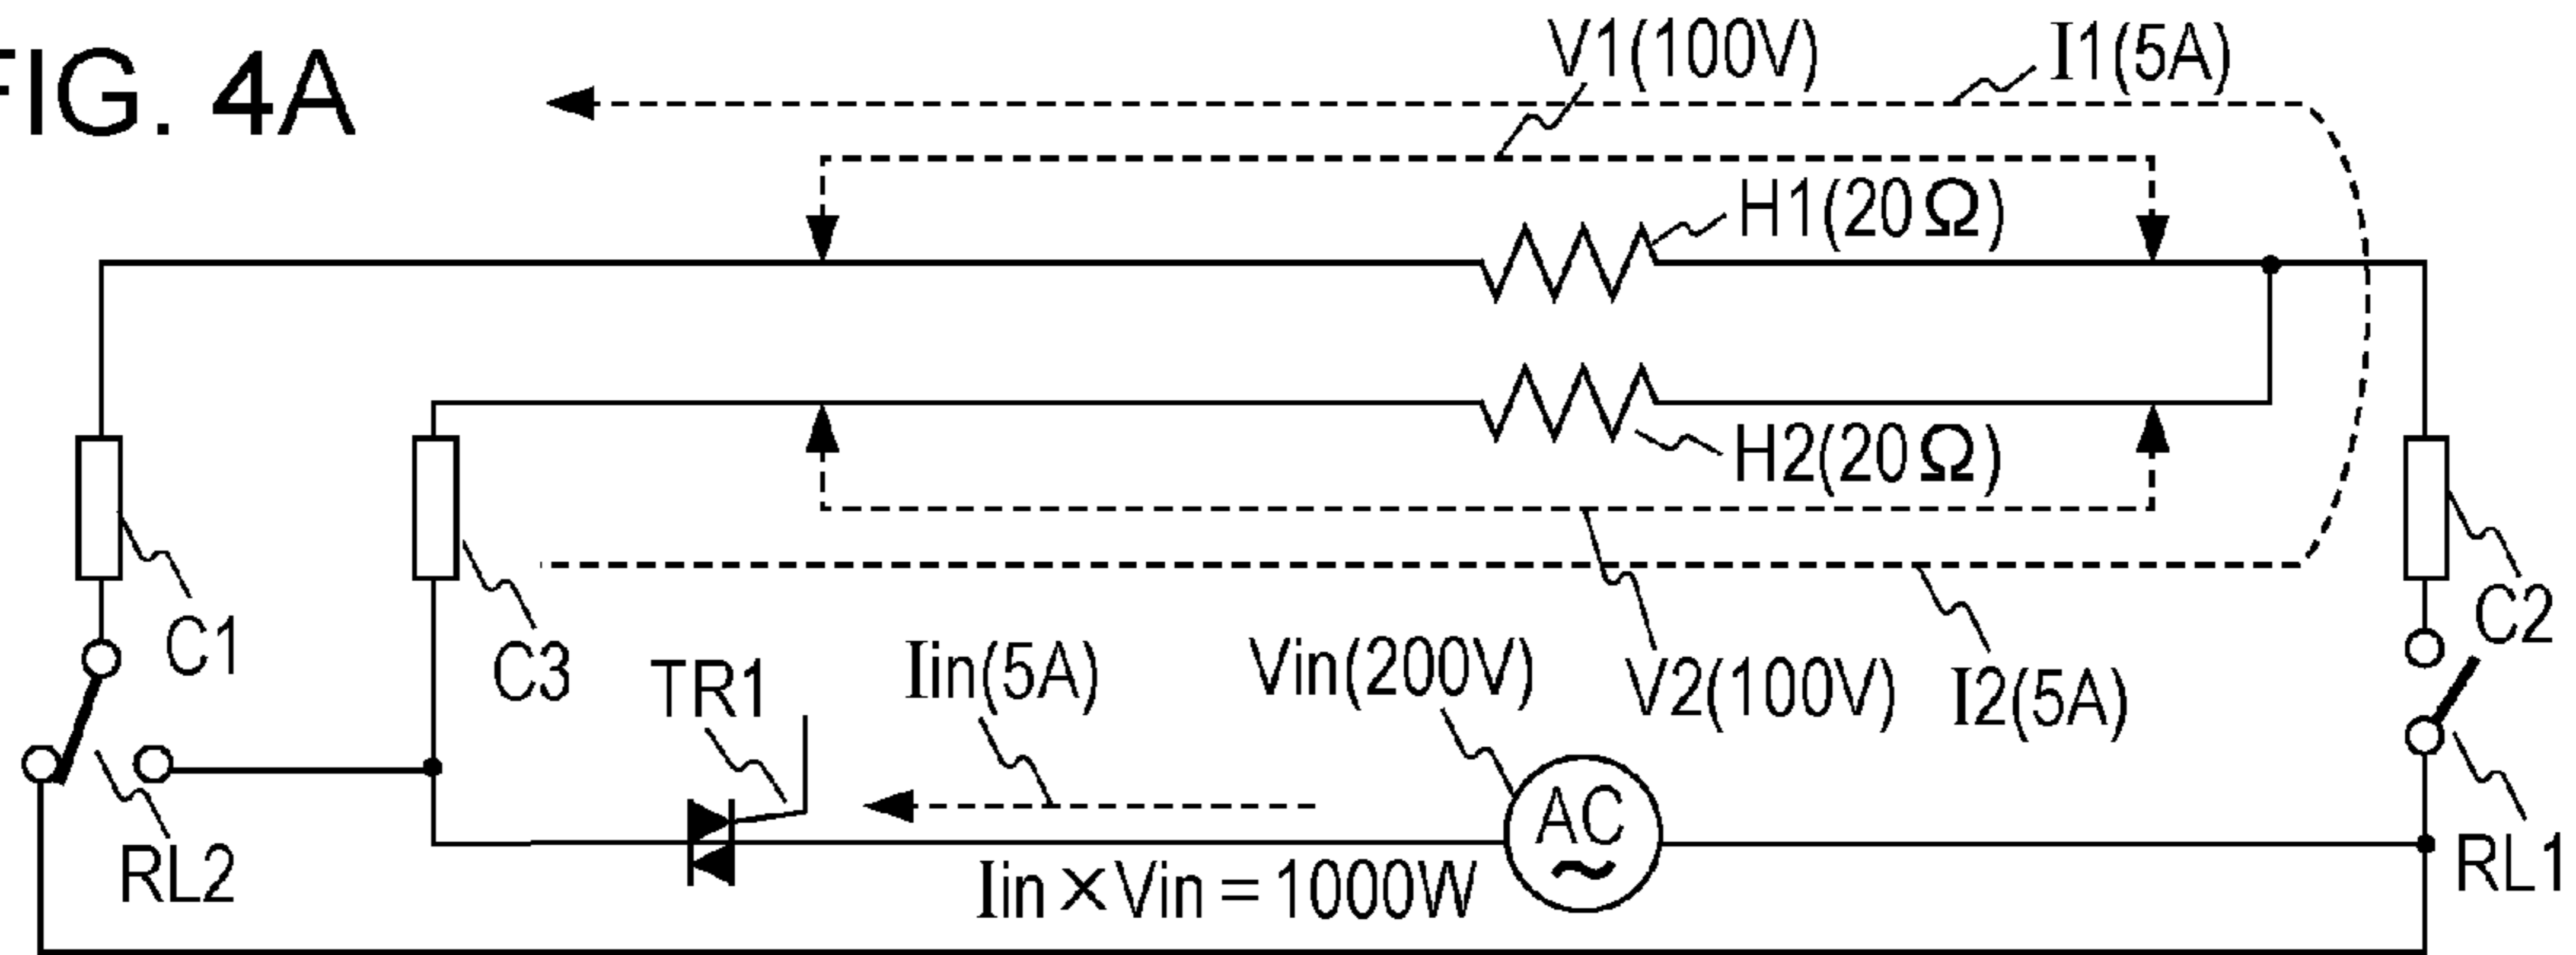 FIG. 4A
V1(100V)
I1(5A)
H1(20Ω)
H2(20Ω)
C1
C3
C2
TR1
Iin(5A)
Vin(200V)
V2(100V)
I2(5A)
RL2
AC
~
RL1
Iin×Vin=1000W